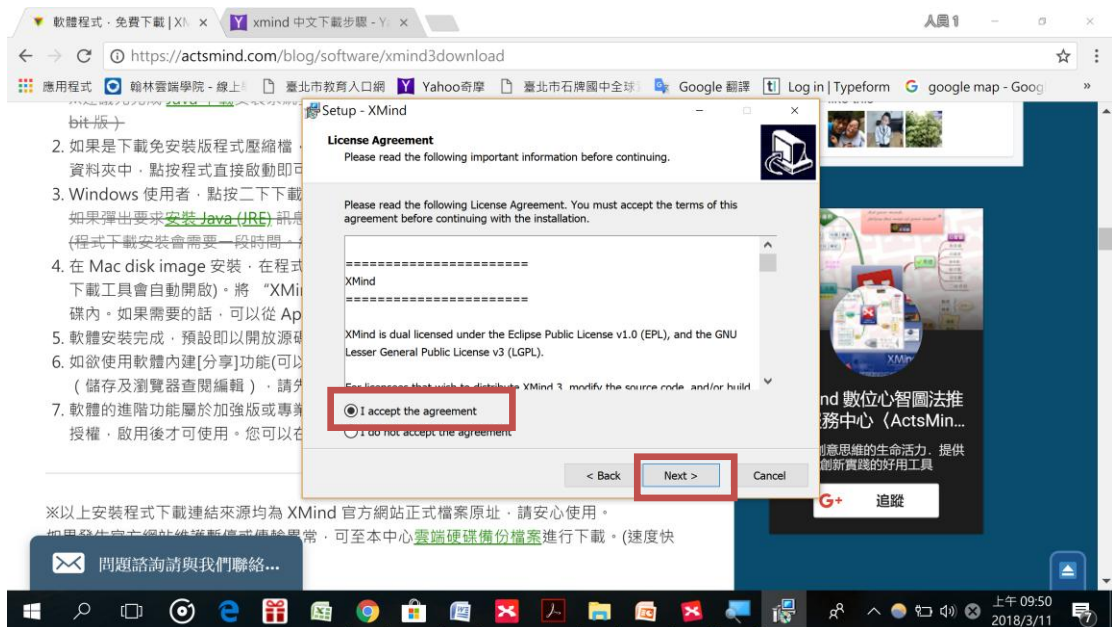 軟體程式．免費下載 | XM
xmind 中文下載步驟 - Y
人員 1
https://actsmind.com/blog/software/xmind3download
應用程式
翰林雲端學院 - 線上
臺北市教育入口網
Yahoo奇摩
臺北市石牌國中全球
Google 翻譯
Log in | Typeform
google map - Goog
»
bit 版 )
2. 如果是下載免安裝版程式壓縮檔，
資料夾中．點按程式直接啟動即可
3. Windows 使用者．點按二下下載
如果彈出要求安裝 Java (JRE) 訊息
(程式下載安裝會需要一段時間．
4. 在 Mac disk image 安裝．在程式
下載工具會自動開啟)。將 “XMi
碟內。如果需要的話，可以從 Ap
5. 軟體安裝完成．預設即以開放源碼
6. 如欲使用軟體內建[分享]功能(可以
（儲存及瀏覽器查閱編輯），請先
7. 軟體的進階功能屬於加強版或專業
授權．啟用後才可使用。您可以在
※以上安裝程式下載連結來源均為 XMind 官方網站正式檔案原址．請安心使用。
如果發生官方網站維護暫停或傳輸異常．可至本中心雲端硬碟備份檔案進行下載。(速度快
問題諮詢請與我們聯絡...
Setup - XMind
License Agreement
Please read the following important information before continuing.
Please read the following License Agreement. You must accept the terms of this
agreement before continuing with the installation.
========================
XMind
========================
XMind is dual licensed under the Eclipse Public License v1.0 (EPL), and the GNU
Lesser General Public License v3 (LGPL).
For licensees that wish to distribute XMind 3, modify the source code, and/or build
I accept the agreement
I do not accept the agreement
< Back
Next >
Cancel
like this
XMin
nd 數位心智圖法推
務中心〈ActsMin...
創意思維的生命活力．提供
創新實踐的好用工具
G+ 追蹤
上午 09:50
2018/3/11
7